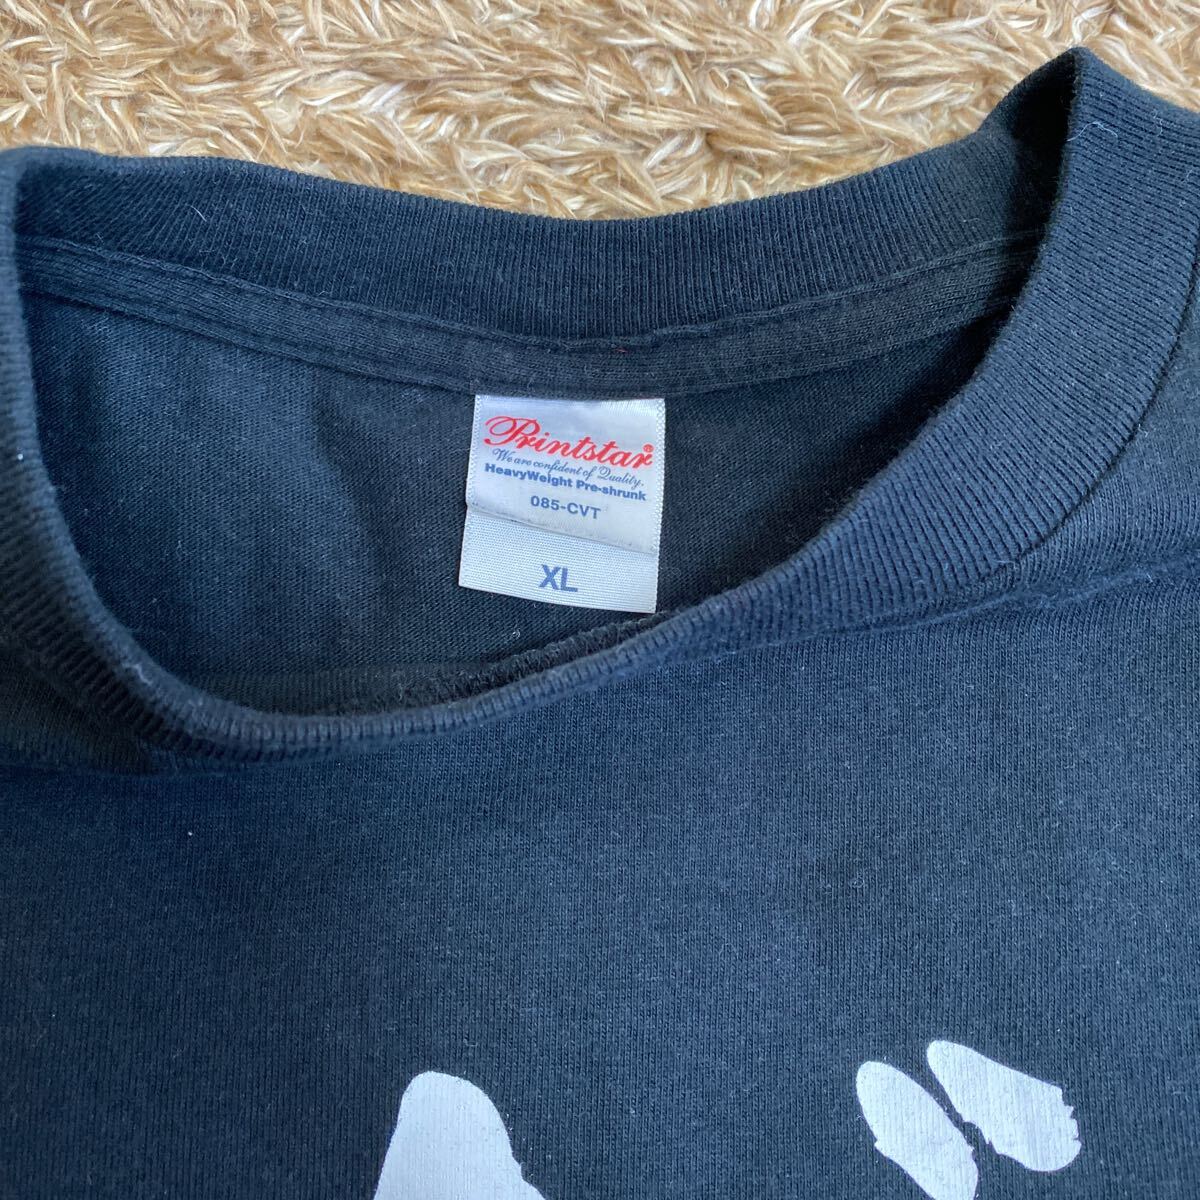 Printstar®
We are confident of Quality.
HeavyWeight Pre-shrunk
085-CVT
XL